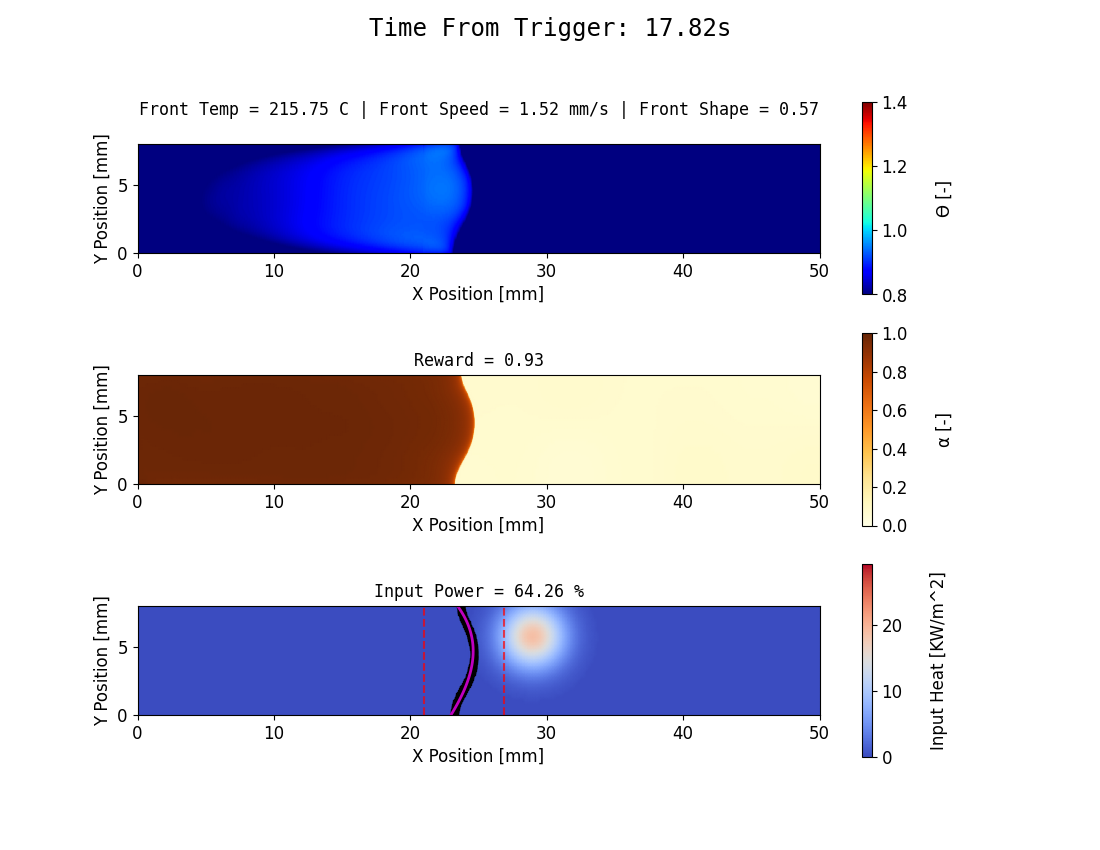 Time From Trigger: 17.82s
Front Temp = 215.75 C | Front Speed = 1.52 mm/s | Front Shape = 0.57
Y Position [mm]
5
0
0 10 20 30 40 50
X Position [mm]
1.4
1.2
1.0
0.8
Θ [-]
Reward = 0.93
Y Position [mm]
5
0
0 10 20 30 40 50
X Position [mm]
1.0
0.8
0.6
0.4
0.2
0.0
α [-]
Input Power = 64.26 %
Y Position [mm]
5
0
0 10 20 30 40 50
X Position [mm]
20
10
0
Input Heat [KW/m^2]